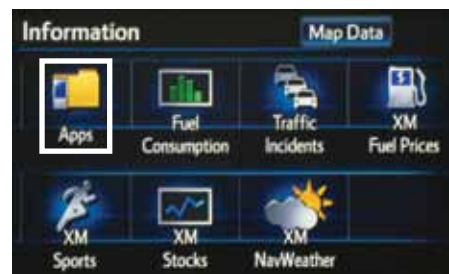 Information
Map Data
Apps
Fuel
Consumption
Traffic
Incidents
XM
Fuel Prices
XM
Sports
XM
Stocks
XM
NavWeather